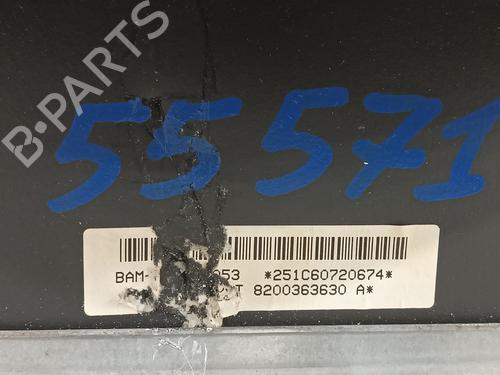 B-PARTS
55571
BAM- 053 *251C60720674*
T 8200363630 A*